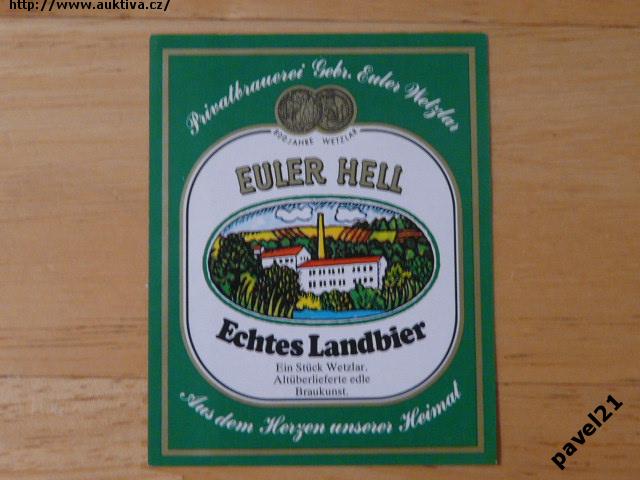 http://www.auktiva.cz/
Privatbrauerei Gebr. Euler Wetzlar
800 JAHRE WETZLAR
EULER HELL
Echtes Landbier
Ein Stück Wetzlar.
Altüberlieferte edle
Braukunst.
Aus dem Herzen unserer Heimat
pavel21